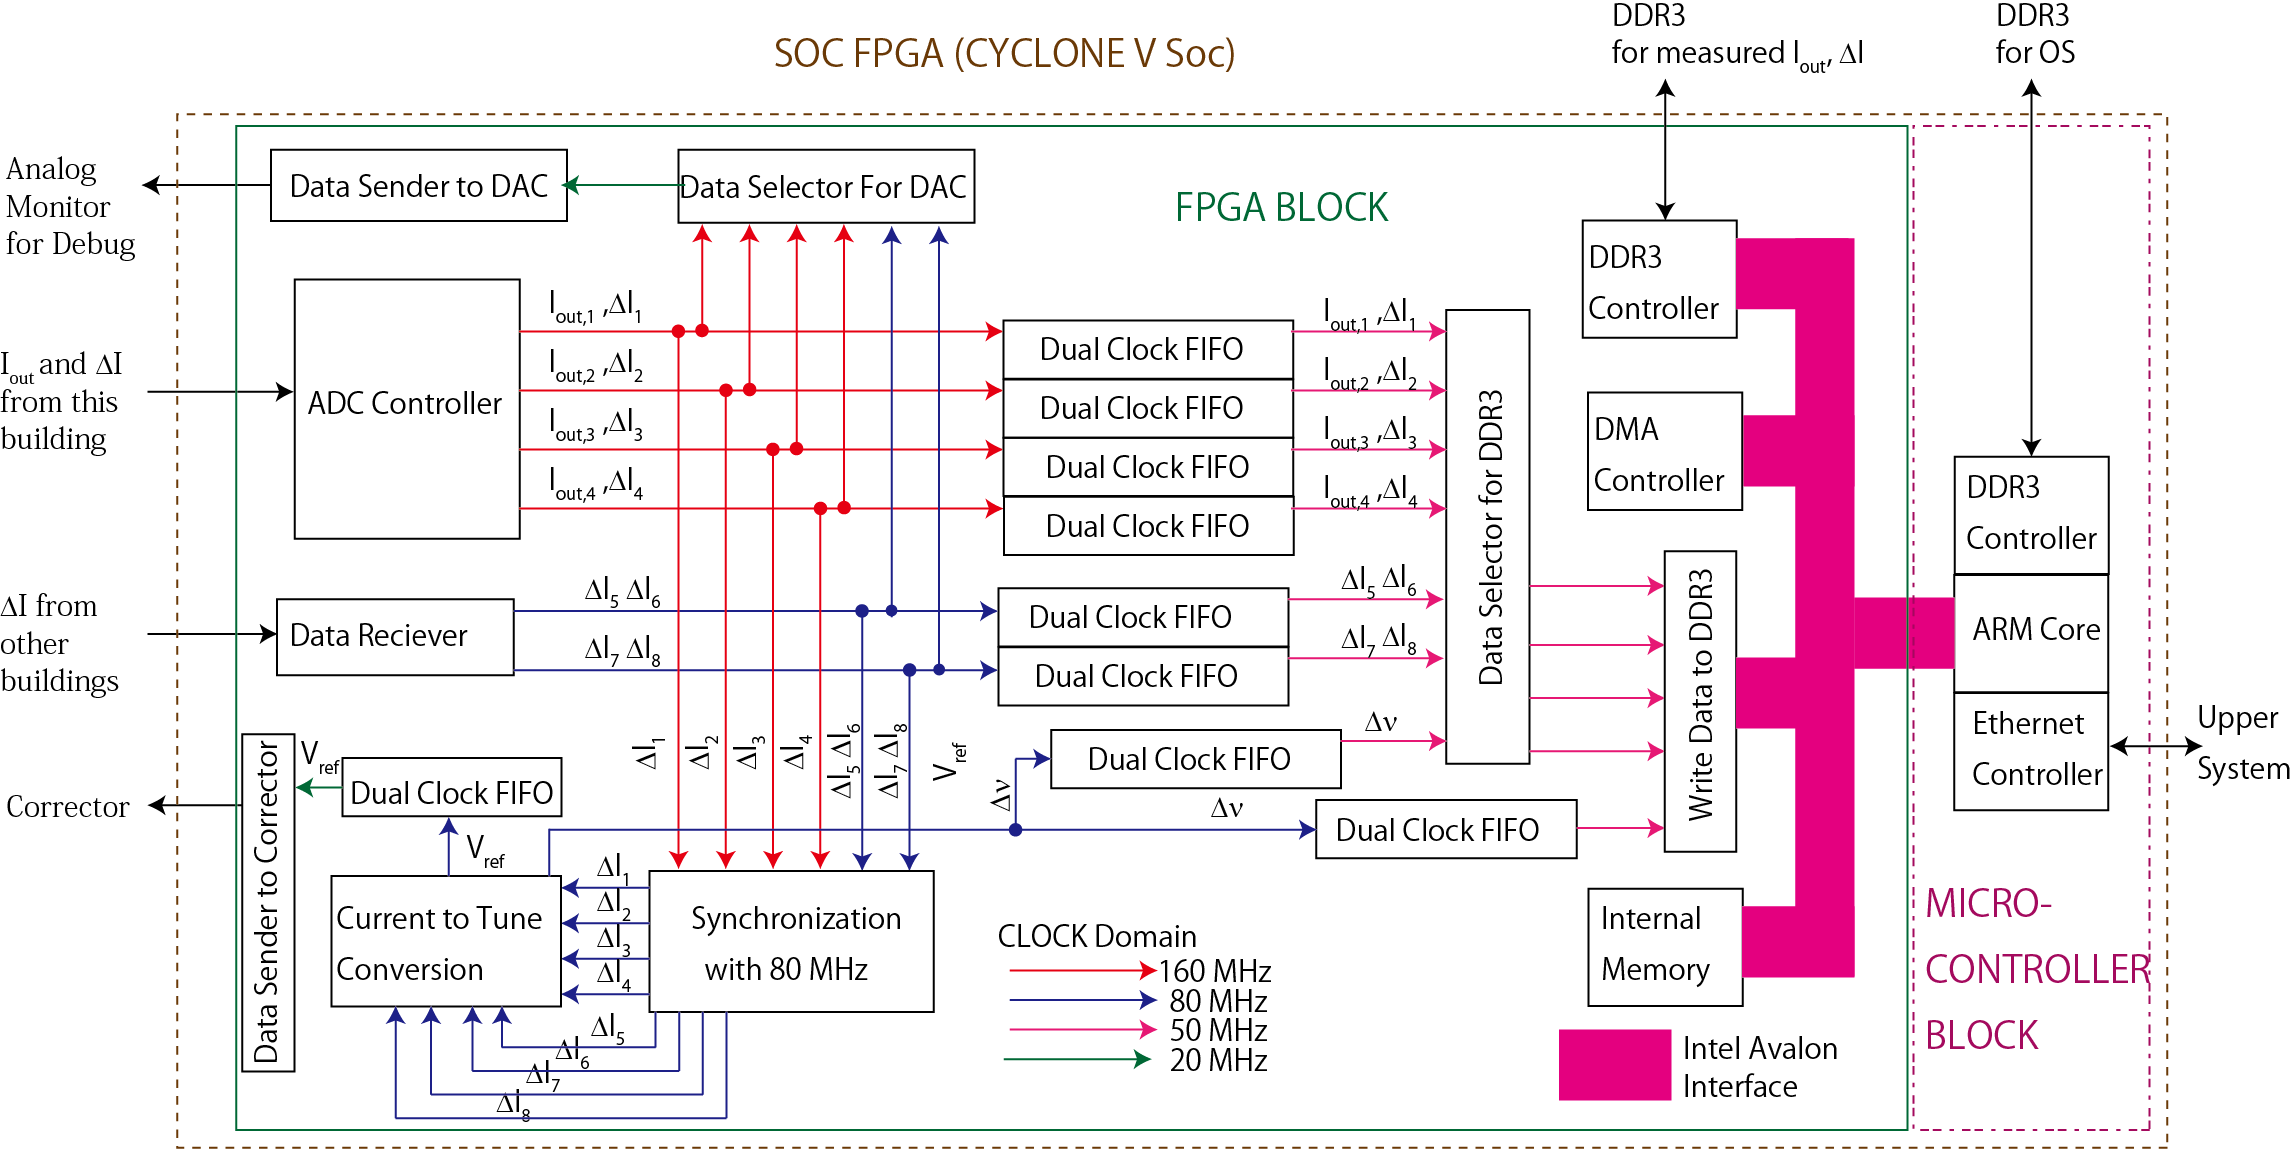 SOC FPGA (CYCLONE V Soc)
DDR3
for measured Iout, ΔI
DDR3
for OS
Analog
Monitor
for Debug
Data Sender to DAC
Data Selector For DAC
FPGA BLOCK
DDR3
Controller
Iout and ΔI
from this
building
ADC Controller
Iout,1 ,ΔI1
Iout,2 ,ΔI2
Iout,3 ,ΔI3
Iout,4 ,ΔI4
Dual Clock FIFO
Dual Clock FIFO
Dual Clock FIFO
Dual Clock FIFO
Iout,1 ,ΔI1
Iout,2 ,ΔI2
Iout,3 ,ΔI3
Iout,4 ,ΔI4
Data Selector for DDR3
DMA
Controller
DDR3
Controller
ARM Core
Ethernet
Controller
Upper
System
ΔI from
other
buildings
Data Reciever
ΔI5 ΔI6
ΔI7 ΔI8
Dual Clock FIFO
Dual Clock FIFO
ΔI5 ΔI6
ΔI7 ΔI8
Write Data to DDR3
ΔI1
ΔI2
ΔI3
ΔI4
ΔI5 ΔI6
ΔI7 ΔI8
Vref
Δν
Dual Clock FIFO
Δν
Δν
Dual Clock FIFO
Corrector
Data Sender to Corrector
Vref
Dual Clock FIFO
Vref
Current to Tune
Conversion
ΔI1
ΔI2
ΔI3
ΔI4
Synchronization
with 80 MHz
ΔI5
ΔI6
ΔI7
ΔI8
CLOCK Domain
160 MHz
80 MHz
50 MHz
20 MHz
Internal
Memory
Intel Avalon
Interface
MICRO-
CONTROLLER
BLOCK